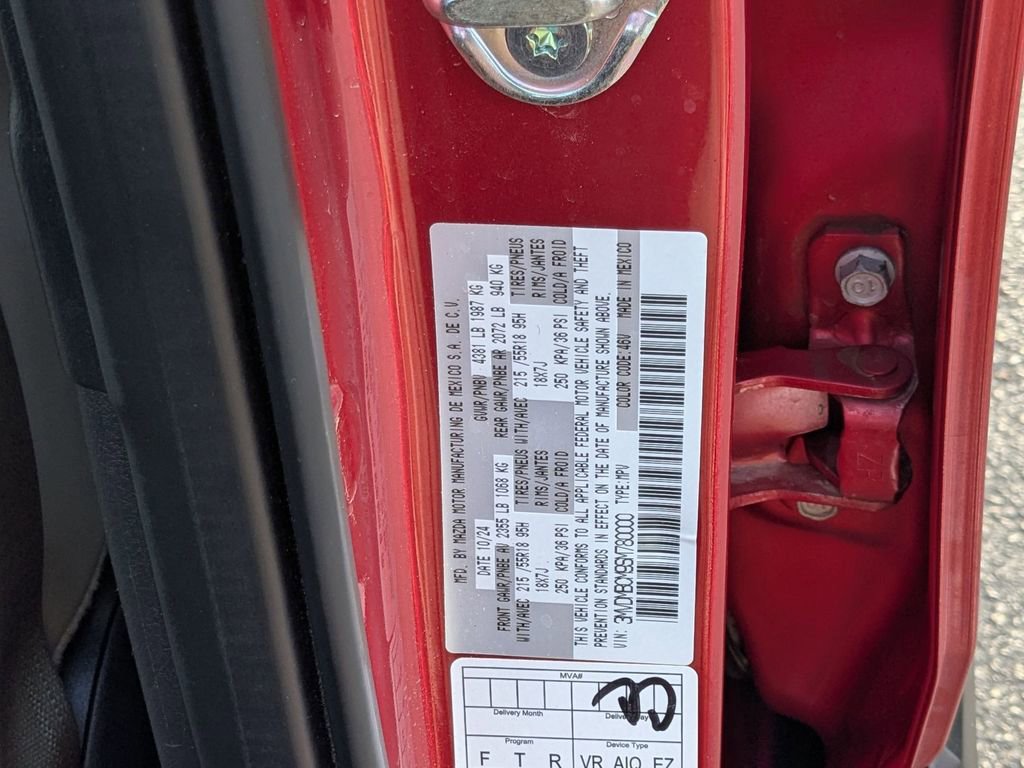 MFD. BY MAZDA MOTOR MANUFACTURING DE MEXICO S.A. DE C.V.
DATE 10/24 GVWR/PNBV 4381 LB 1987 KG
FRONT GAWR/PNBE AV 2355 LB 1068 KG REAR GAWR/PNBE AR 2072 LB 940 KG
WITH/AVEC 215 /55R18 95H TIRES/PNEUS WITH/AVEC 215 /55R18 95H TIRES/PNEUS
18X7J RIMS/JANTES 18X7J RIMS/JANTES
250 KPA/36 PSI COLD/A FROID 250 KPA/36 PSI COLD/A FROID
THIS VEHICLE CONFORMS TO ALL APPLICABLE FEDERAL MOTOR VEHICLE SAFETY AND THEFT
PREVENTION STANDARDS IN EFFECT ON THE DATE OF MANUFACTURE SHOWN ABOVE.
VIN: TYPE:MPV COLOR CODE:46V MADE IN MEXICO
MVA#
Delivery Month
Program Device Type
F T R VR AIQ EZ
10